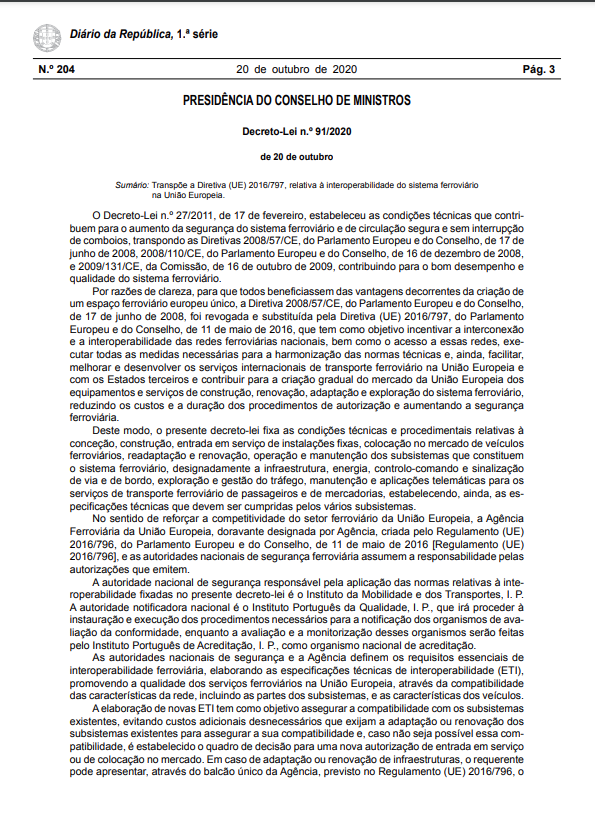 Diário da República, 1.ª série
N.º 204 20 de outubro de 2020 Pág. 3
PRESIDÊNCIA DO CONSELHO DE MINISTROS
Decreto-Lei n.º 91/2020
de 20 de outubro
Sumário: Transpõe a Diretiva (UE) 2016/797, relativa à interoperabilidade do sistema ferroviário
na União Europeia.
O Decreto-Lei n.º 27/2011, de 17 de fevereiro, estabeleceu as condições técnicas que contri-
buem para o aumento da segurança do sistema ferroviário e de circulação segura e sem interrupção
de comboios, transpondo as Diretivas 2008/57/CE, do Parlamento Europeu e do Conselho, de 17 de
junho de 2008, 2008/110/CE, do Parlamento Europeu e do Conselho, de 16 de dezembro de 2008,
e 2009/131/CE, da Comissão, de 16 de outubro de 2009, contribuindo para o bom desempenho e
qualidade do sistema ferroviário.
Por razões de clareza, para que todos beneficiassem das vantagens decorrentes da criação de
um espaço ferroviário europeu único, a Diretiva 2008/57/CE, do Parlamento Europeu e do Conselho,
de 17 de junho de 2008, foi revogada e substituída pela Diretiva (UE) 2016/797, do Parlamento
Europeu e do Conselho, de 11 de maio de 2016, que tem como objetivo incentivar a interconexão
e a interoperabilidade das redes ferroviárias nacionais, bem como o acesso a essas redes, exe-
cutar todas as medidas necessárias para a harmonização das normas técnicas e, ainda, facilitar,
melhorar e desenvolver os serviços internacionais de transporte ferroviário na União Europeia e
com os Estados terceiros e contribuir para a criação gradual do mercado da União Europeia dos
equipamentos e serviços de construção, renovação, adaptação e exploração do sistema ferroviário,
reduzindo os custos e a duração dos procedimentos de autorização e aumentando a segurança
ferroviária.
Deste modo, o presente decreto-lei fixa as condições técnicas e procedimentais relativas à
conceção, construção, entrada em serviço de instalações fixas, colocação no mercado de veículos
ferroviários, readaptação e renovação, operação e manutenção dos subsistemas que constituem
o sistema ferroviário, designadamente a infraestrutura, energia, controlo-comando e sinalização
de via e de bordo, exploração e gestão do tráfego, manutenção e aplicações telemáticas para os
serviços de transporte ferroviário de passageiros e de mercadorias, estabelecendo, ainda, as es-
pecificações técnicas que devem ser cumpridas pelos vários subsistemas.
No sentido de reforçar a competitividade do setor ferroviário da União Europeia, a Agência
Ferroviária da União Europeia, doravante designada por Agência, criada pelo Regulamento (UE)
2016/796, do Parlamento Europeu e do Conselho, de 11 de maio de 2016 [Regulamento (UE)
2016/796], e as autoridades nacionais de segurança ferroviária assumem a responsabilidade pelas
autorizações que emitem.
A autoridade nacional de segurança responsável pela aplicação das normas relativas à inte-
roperabilidade fixadas no presente decreto-lei é o Instituto da Mobilidade e dos Transportes, I. P.
A autoridade notificadora nacional é o Instituto Português da Qualidade, I. P., que irá proceder à
instauração e execução dos procedimentos necessários para a notificação dos organismos de ava-
liação da conformidade, enquanto a avaliação e a monitorização desses organismos serão feitas
pelo Instituto Português de Acreditação, I. P., como organismo nacional de acreditação.
As autoridades nacionais de segurança e a Agência definem os requisitos essenciais de
interoperabilidade ferroviária, elaborando as especificações técnicas de interoperabilidade (ETI),
promovendo a qualidade dos serviços ferroviários na União Europeia, através da compatibilidade
das características da rede, incluindo as partes dos subsistemas, e as características dos veículos.
A elaboração de novas ETI tem como objetivo assegurar a compatibilidade com os subsistemas
existentes, evitando custos adicionais desnecessários que exijam a adaptação ou renovação dos
subsistemas existentes para assegurar a sua compatibilidade e, caso não seja possível essa com-
patibilidade, é estabelecido o quadro de decisão para uma nova autorização de entrada em serviço
ou de colocação no mercado. Em caso de adaptação ou renovação de infraestruturas, o requerente
pode apresentar, através do balcão único da Agência, previsto no Regulamento (UE) 2016/796, o